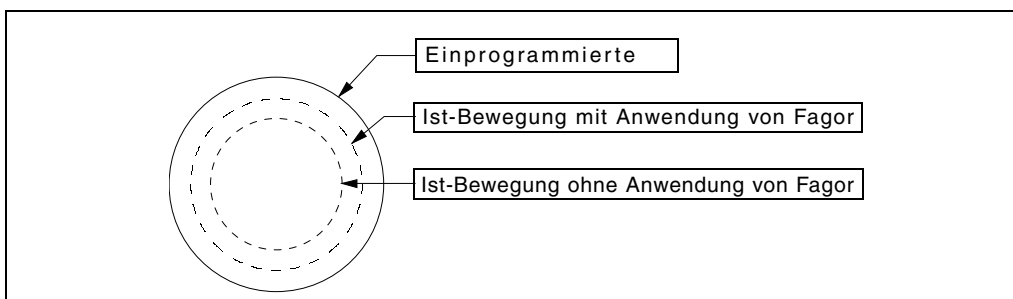 Einprogrammierte
Ist-Bewegung mit Anwendung von Fagor
Ist-Bewegung ohne Anwendung von Fagor